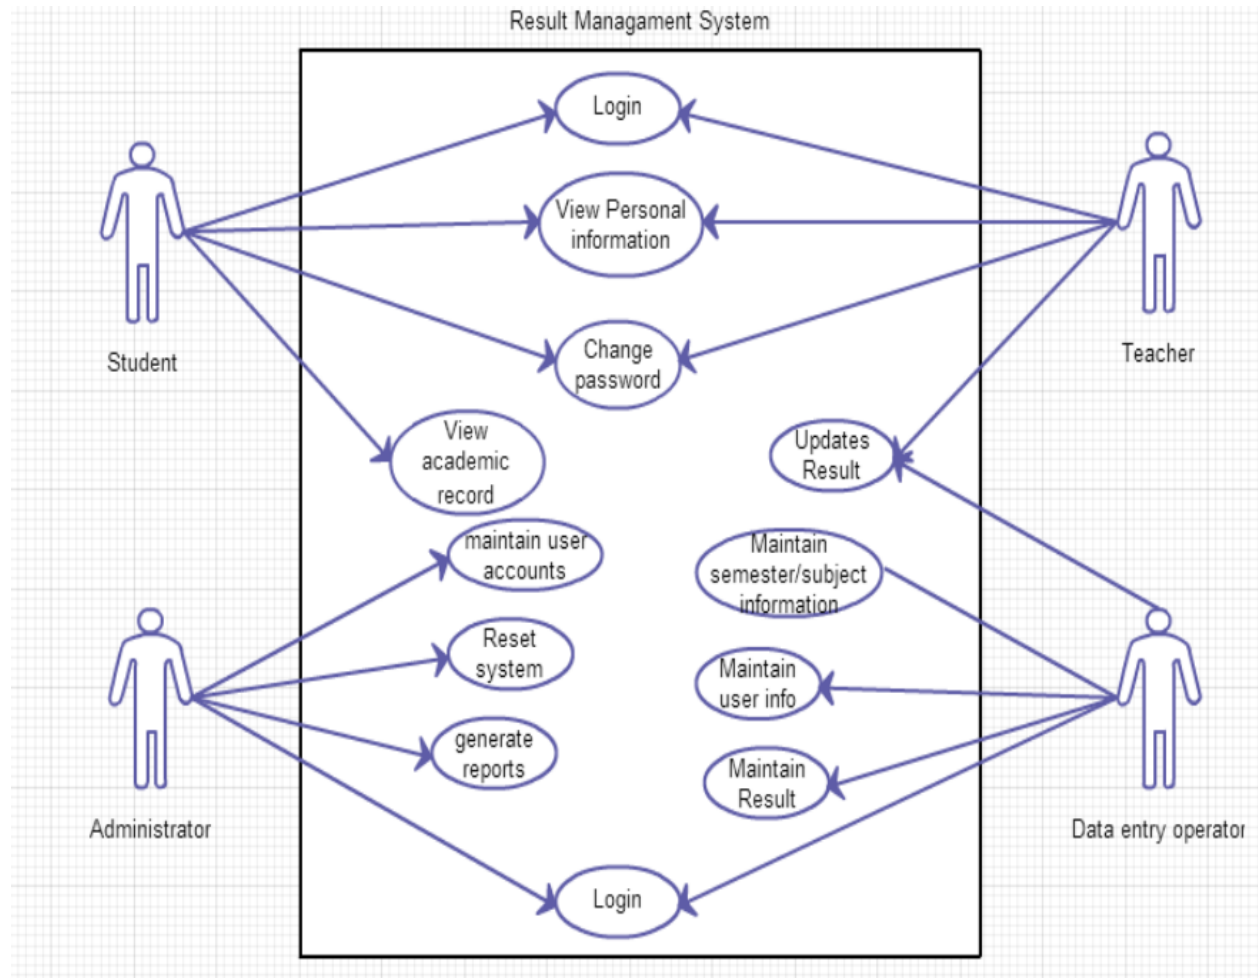 Result Managament System
Login
View Personal
information
Student
Teacher
Change
password
View
academic
record
Updates
Result
maintain user
accounts
Maintain
semester/subject
information
Reset
system
Maintain
user info
generate
reports
Maintain
Result
Administrator
Data entry operator
Login